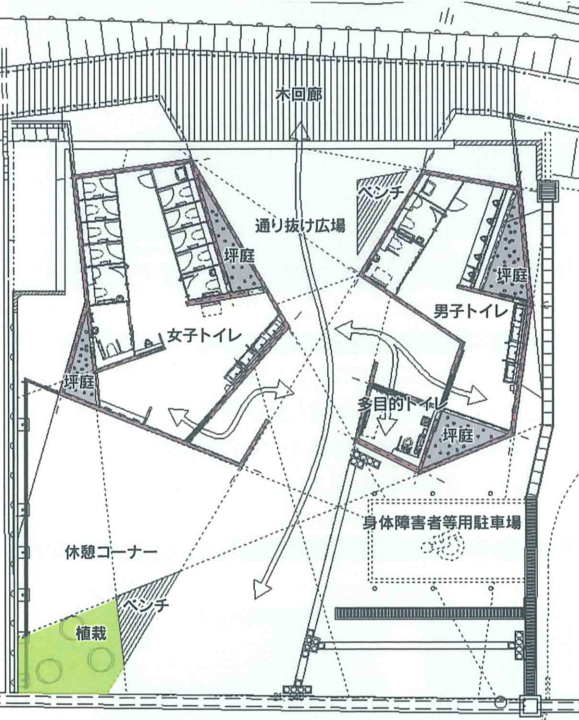 木回廊
ベンチ
通り抜け広場
坪庭
坪庭
男子トイレ
女子トイレ
坪庭
多目的トイレ
坪庭
身体障害者等用駐車場
休憩コーナー
ベンチ
植栽